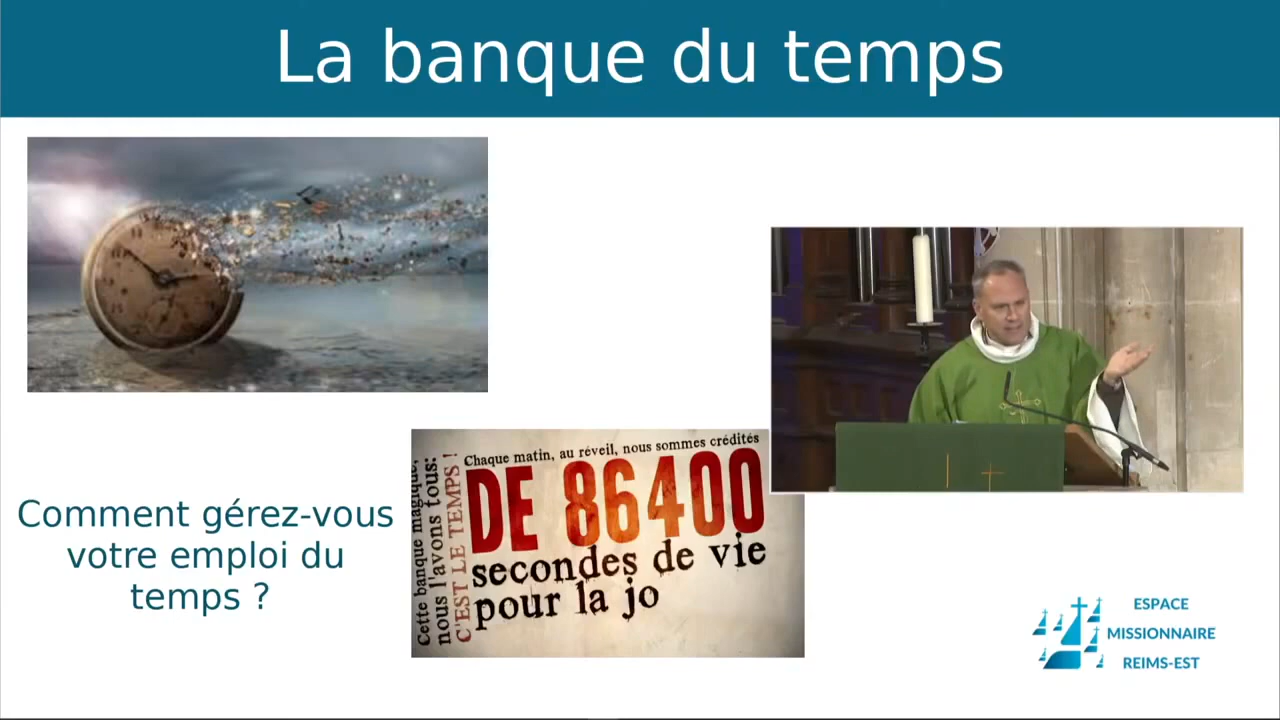 La banque du temps
Comment gérez-vous
votre emploi du
temps ?
Cette banque magique,
nous l'avons tous:
C'EST LE TEMPS !
Chaque matin, au réveil, nous sommes crédités
DE 86400
secondes de vie
pour la jo
ESPACE
MISSIONNAIRE
REIMS-EST